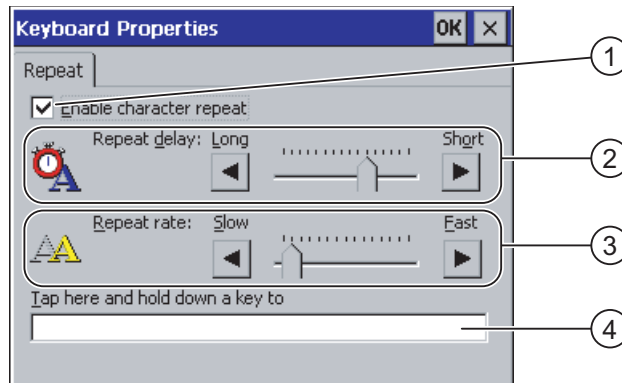 Keyboard Properties OK ×
Repeat
Enable character repeat
1
Repeat delay: Long Short
2
Repeat rate: Slow Fast
3
Tap here and hold down a key to
4